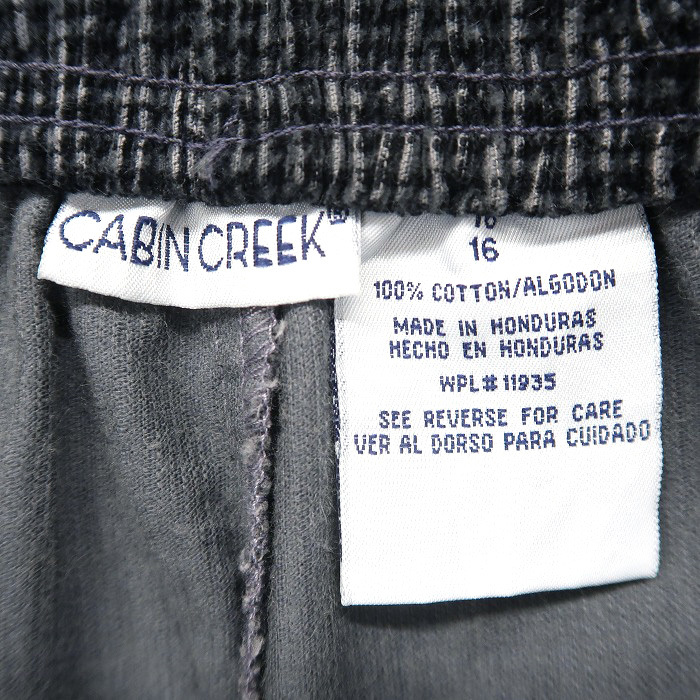 CABIN CREEK
16
100% COTTON/ALGODON
MADE IN HONDURAS
HECHO EN HONDURAS
WPL# 11935
SEE REVERSE FOR CARE
VER AL DORSO PARA CUIDADO